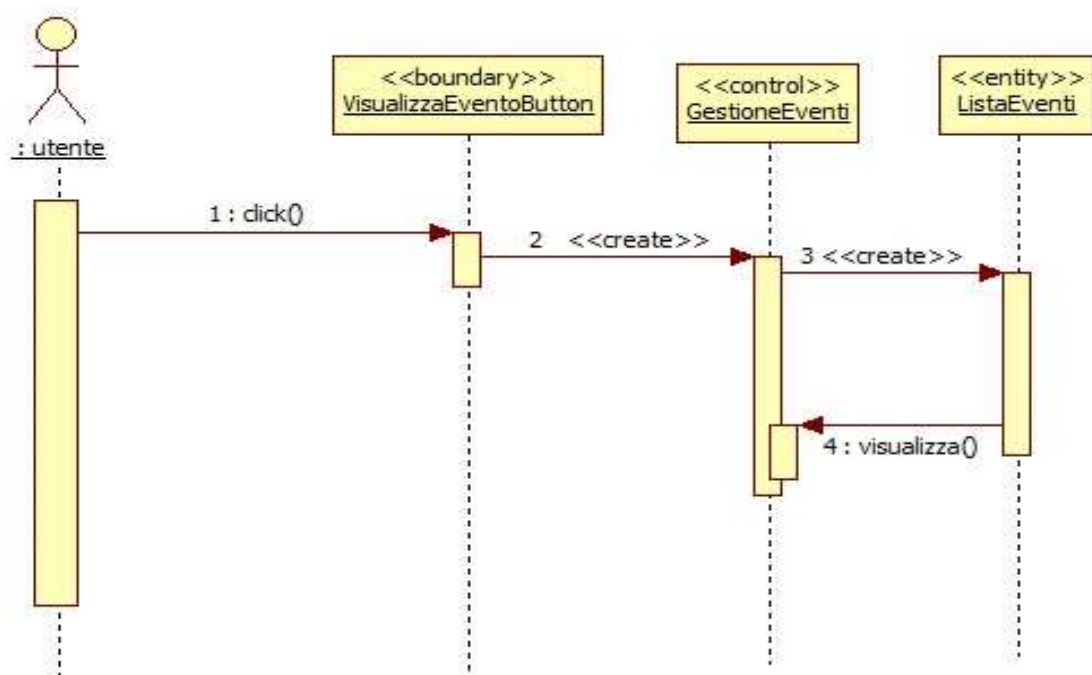 : utente
<<boundary>>
VisualizzaEventoButton
<<control>>
GestioneEventi
<<entity>>
ListaEventi
1 : click()
2 <<create>>
3 <<create>>
4 : visualizza()